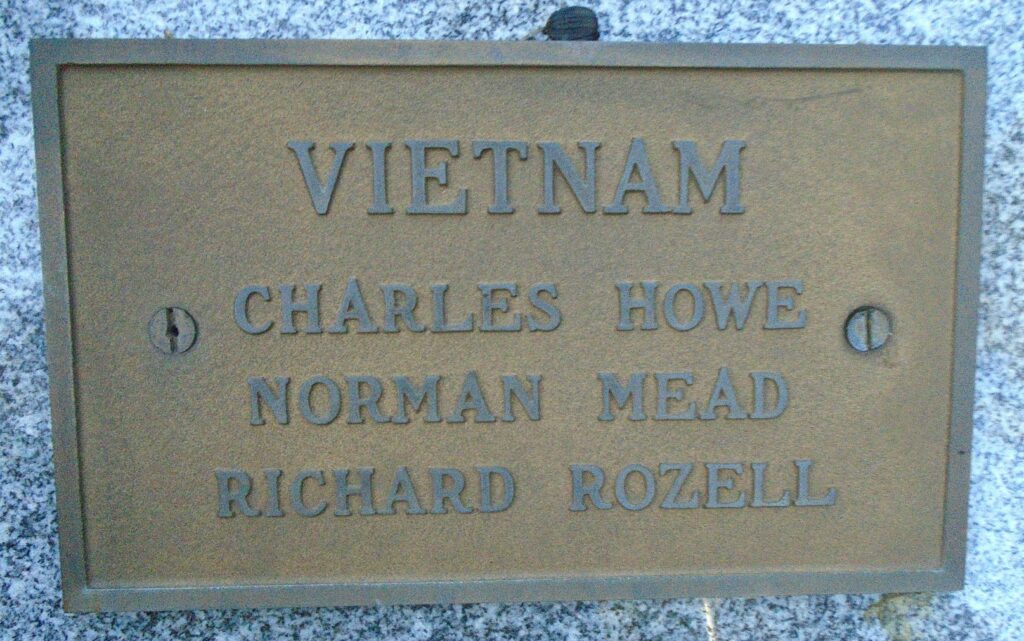 VIETNAM
CHARLES HOWE
NORMAN MEAD
RICHARD ROZELL